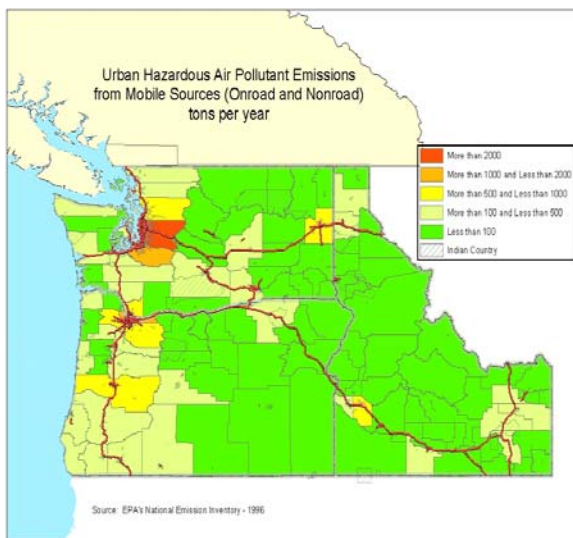 Urban Hazardous Air Pollutant Emissions
from Mobile Sources (Onroad and Nonroad)
tons per year
More than 2000
More than 1000 and Less than 2000
More than 500 and Less than 1000
More than 100 and Less than 500
Less than 100
Indian Country
Source: EPA's National Emission Inventory - 1996